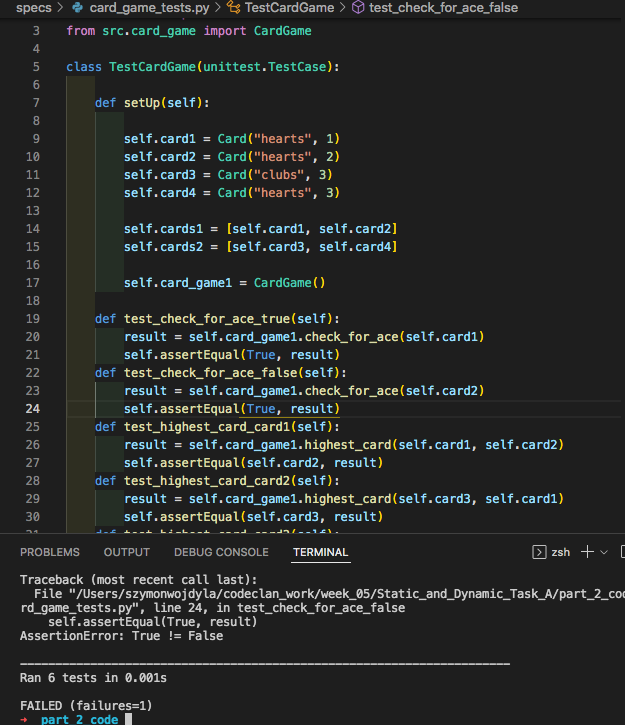 specs > card_game_tests.py > TestCardGame > test_check_for_ace_false
3 from src.card_game import CardGame
4
5 class TestCardGame(unittest.TestCase):
6
7 def setUp(self):
8
9 self.card1 = Card("hearts", 1)
10 self.card2 = Card("hearts", 2)
11 self.card3 = Card("clubs", 3)
12 self.card4 = Card("hearts", 3)
13
14 self.cards1 = [self.card1, self.card2]
15 self.cards2 = [self.card3, self.card4]
16
17 self.card_game1 = CardGame()
18
19 def test_check_for_ace_true(self):
20 result = self.card_game1.check_for_ace(self.card1)
21 self.assertEqual(True, result)
22 def test_check_for_ace_false(self):
23 result = self.card_game1.check_for_ace(self.card2)
24 self.assertEqual(True, result)
25 def test_highest_card_card1(self):
26 result = self.card_game1.highest_card(self.card1, self.card2)
27 self.assertEqual(self.card2, result)
28 def test_highest_card_card2(self):
29 result = self.card_game1.highest_card(self.card3, self.card1)
30 self.assertEqual(self.card3, result)
PROBLEMS OUTPUT DEBUG CONSOLE TERMINAL zsh
Traceback (most recent call last):
File "/Users/szymonwojdyla/codeclan_work/week_05/Static_and_Dynamic_Task_A/part_2_cod
rd_game_tests.py", line 24, in test_check_for_ace_false
self.assertEqual(True, result)
AssertionError: True != False
----------------------------------------------------------------------
Ran 6 tests in 0.001s
FAILED (failures=1)
→ part_2_code